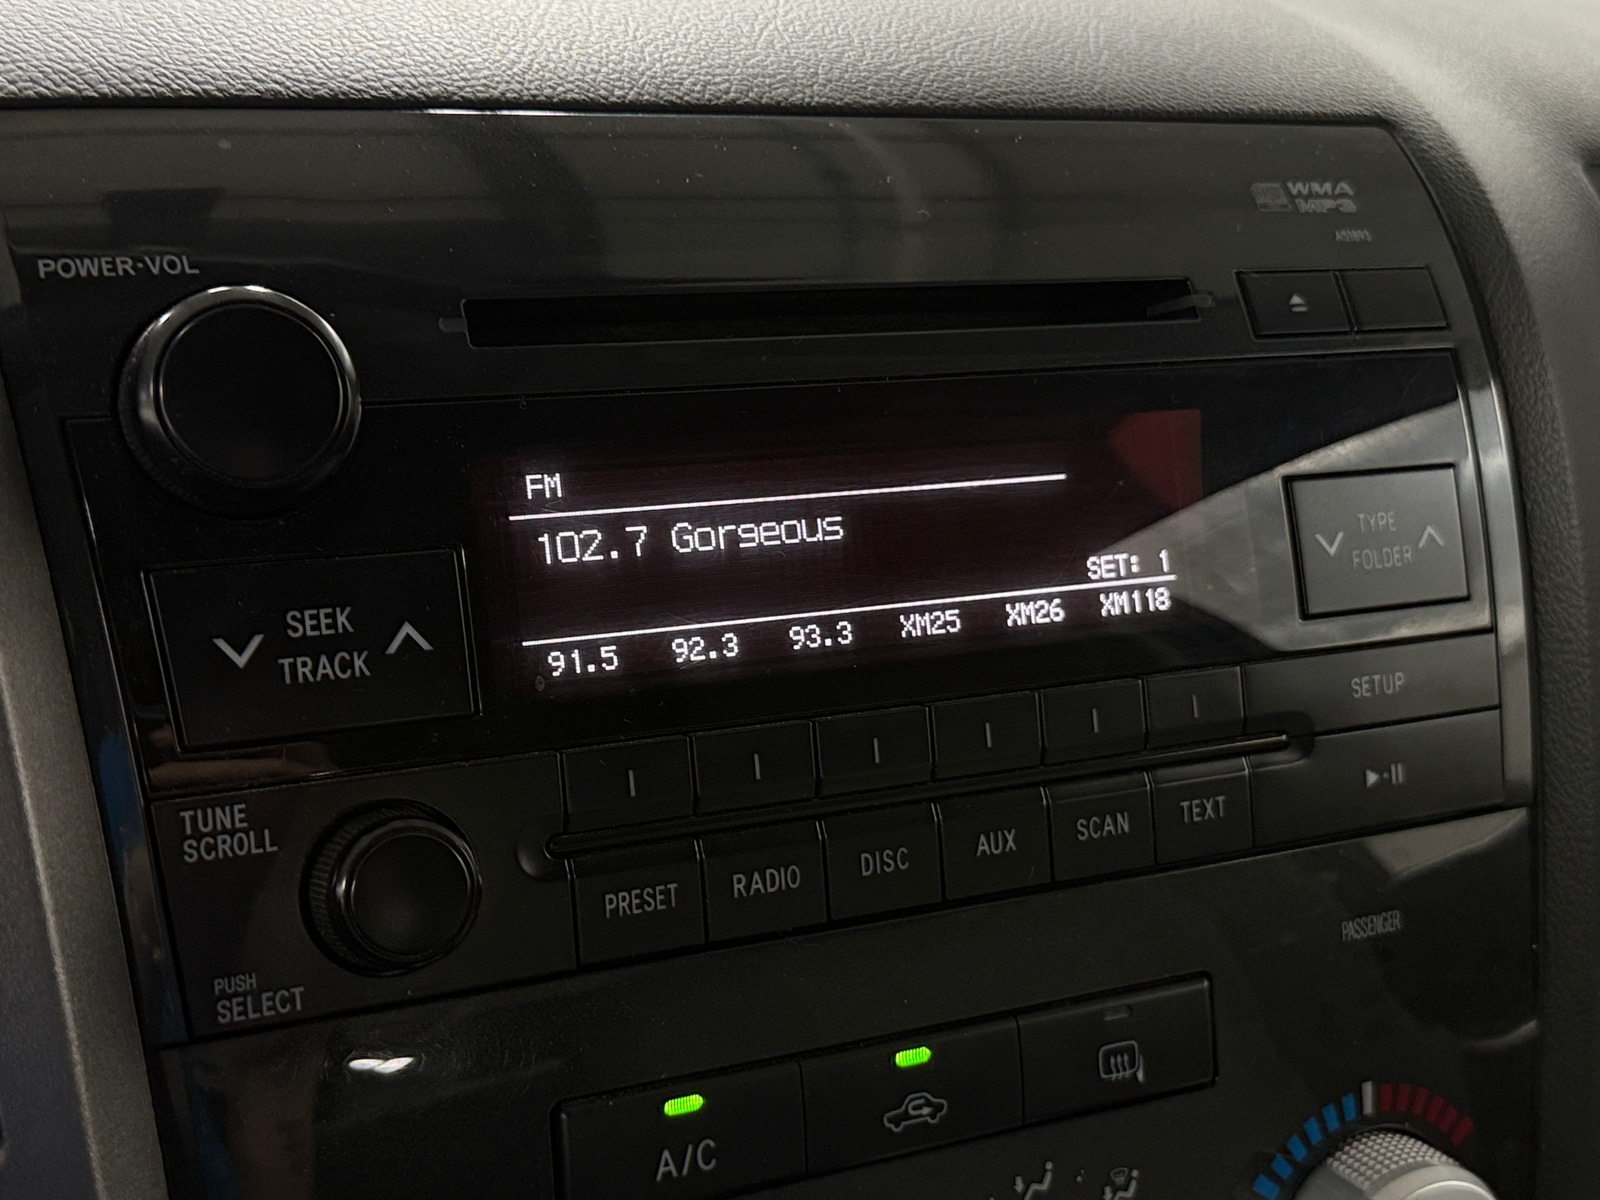 WMA
MP3
A51893
POWER·VOL
FM
102.7 Gorgeous
SET: 1
91.5 92.3 93.3 XM25 XM26 XM118
TYPE
FOLDER
SEEK
TRACK
SETUP
TUNE
SCROLL
PRESET RADIO DISC AUX SCAN TEXT
PUSH
SELECT
PASSENGER
A/C